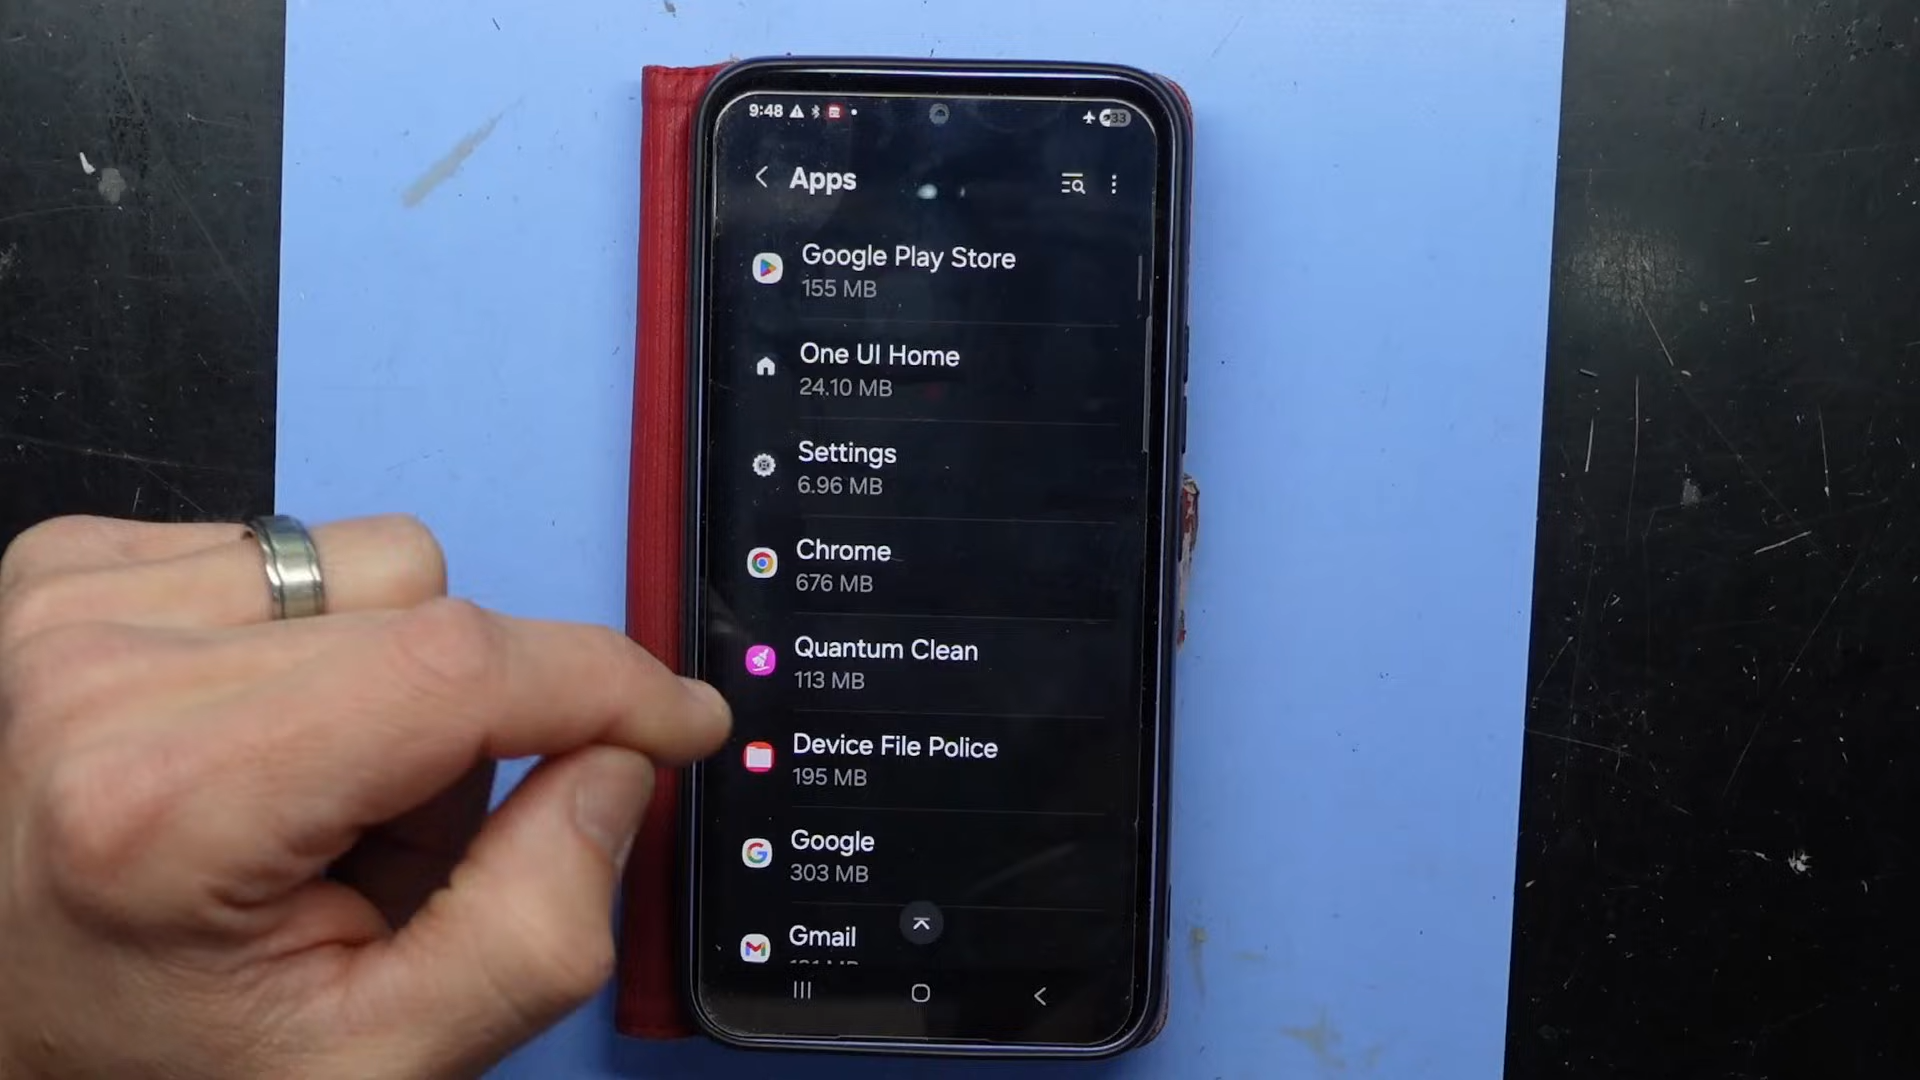 9:48
33
Apps
Google Play Store
155 MB
One UI Home
24.10 MB
Settings
6.96 MB
Chrome
676 MB
Quantum Clean
113 MB
Device File Police
195 MB
Google
303 MB
Gmail